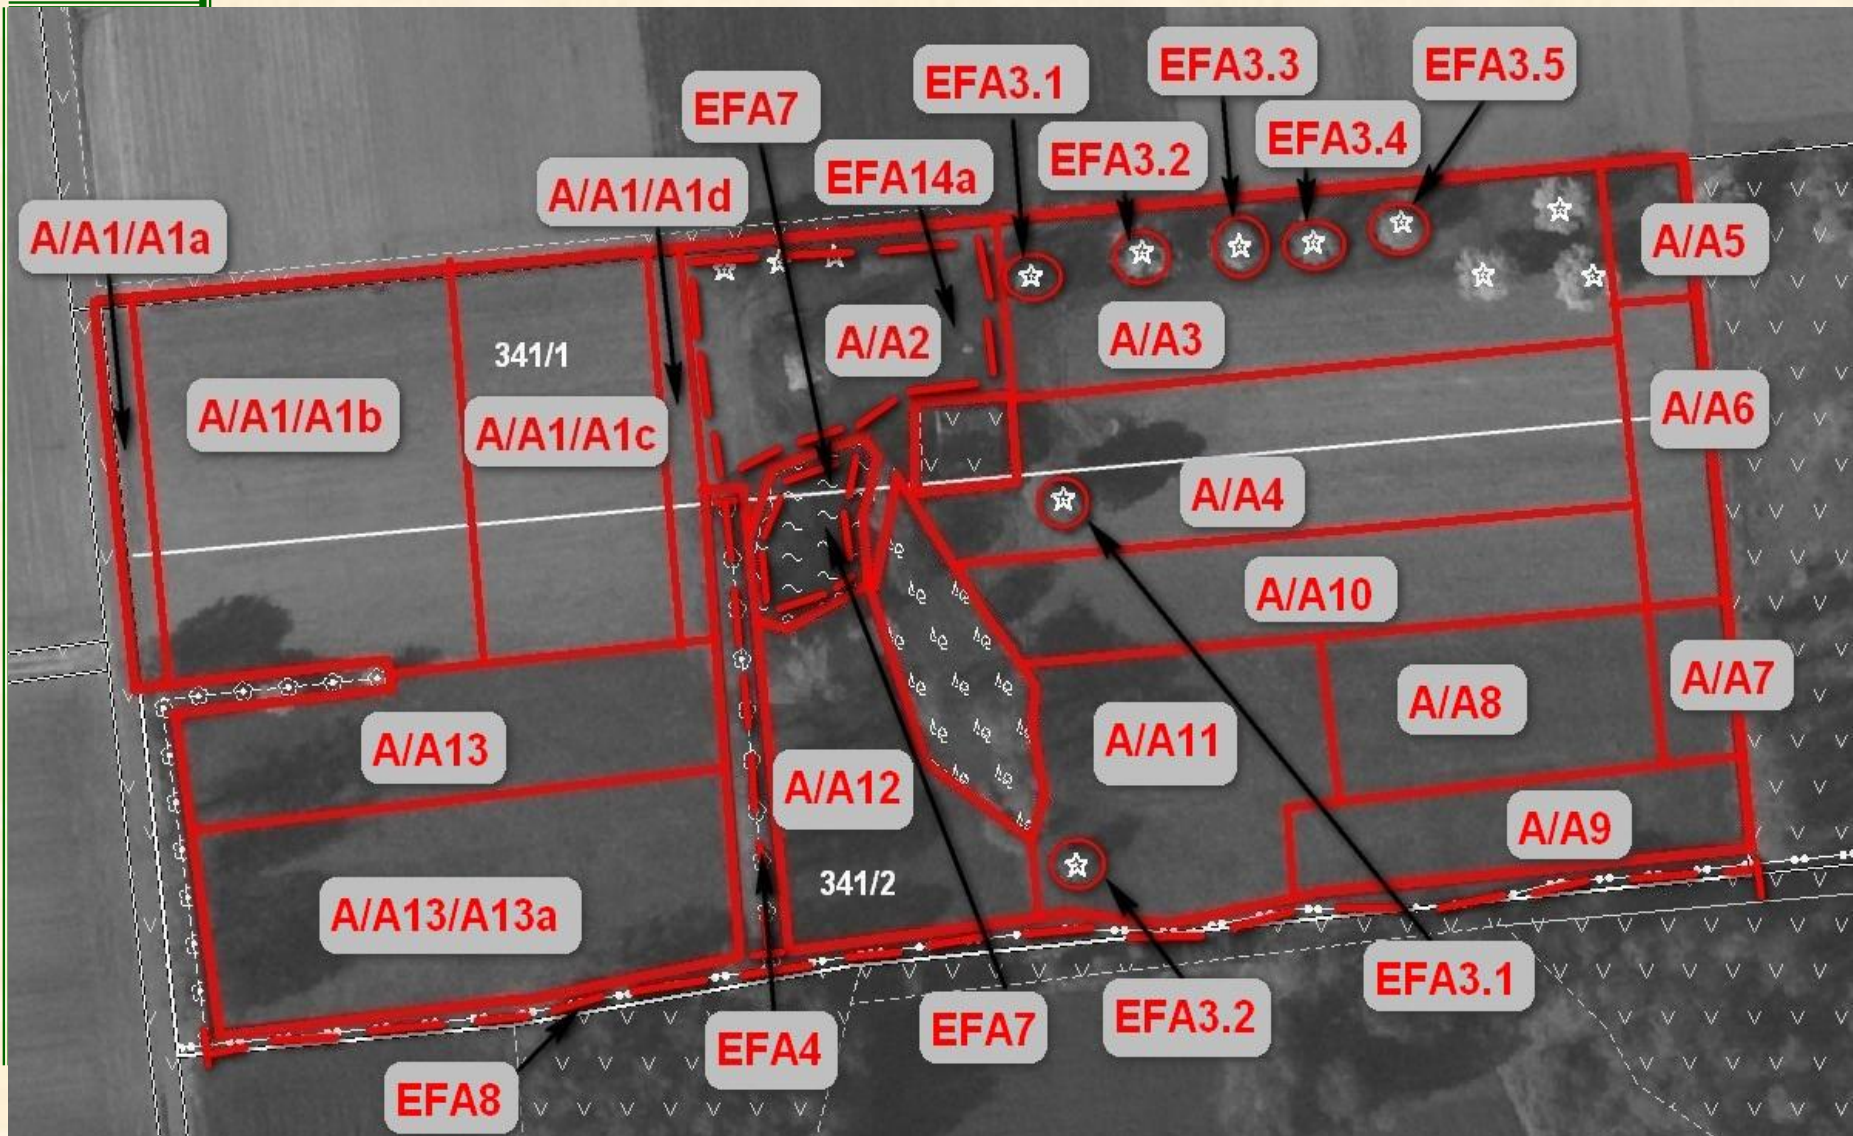 EFA3.3
EFA3.5
EFA3.1
EFA7
EFA3.4
EFA3.2
EFA14a
A/A1/A1d
A/A1/A1a
A/A5
A/A2
A/A3
341/1
A/A1/A1b
A/A1/A1c
A/A6
A/A4
A/A10
A/A7
A/A8
A/A13
A/A11
A/A12
A/A9
341/2
A/A13/A13a
EFA3.1
EFA3.2
EFA7
EFA4
EFA8